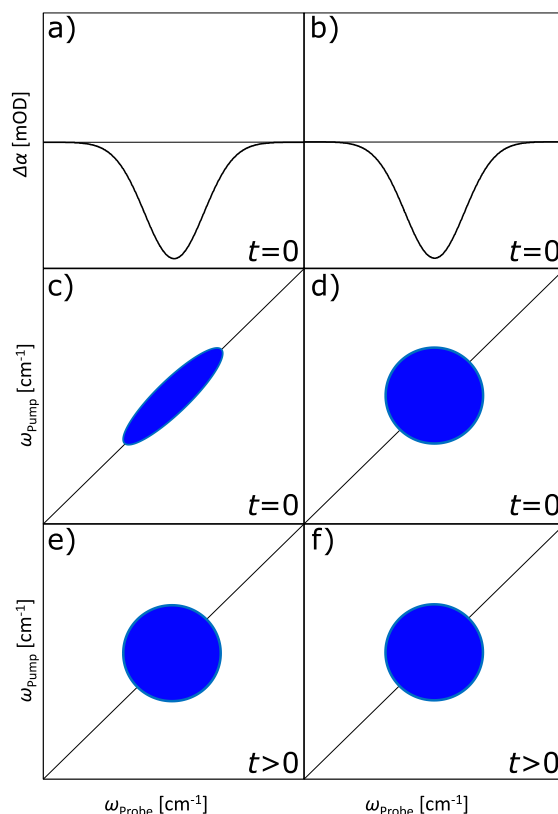 a) b)
Δα [mOD]
t=0 t=0
c) d)
ωPump [cm-1]
t=0 t=0
e) f)
ωPump [cm-1]
t>0 t>0
ωProbe [cm-1] ωProbe [cm-1]